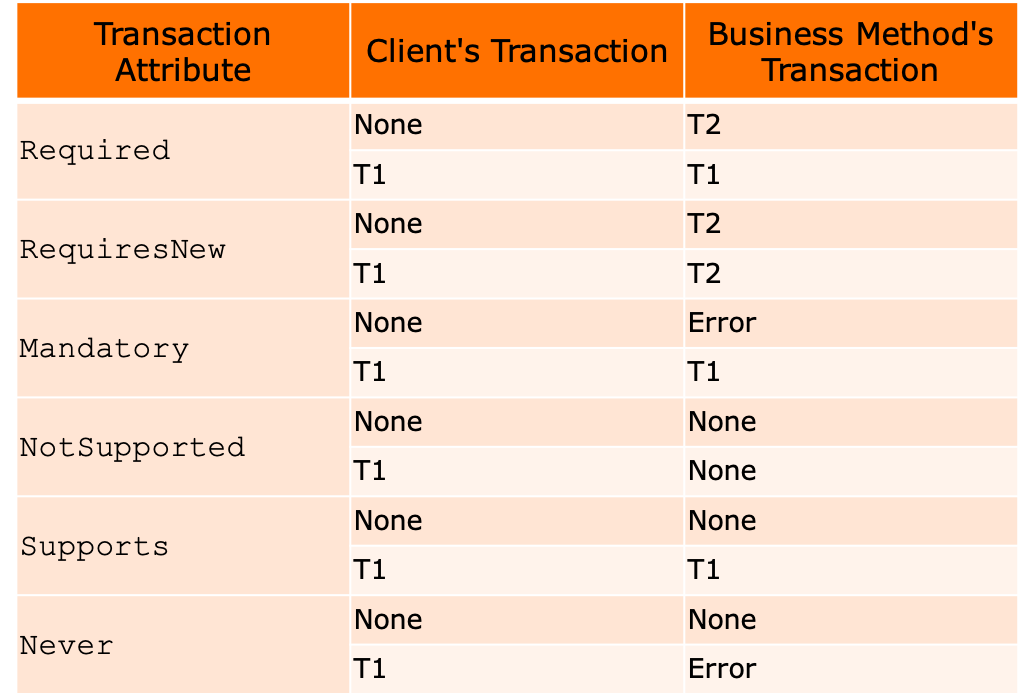 Transaction Attribute
Client's Transaction
Business Method's Transaction
Required
None
T2
T1
T1
RequiresNew
None
T2
T1
T2
Mandatory
None
Error
T1
T1
NotSupported
None
None
T1
None
Supports
None
None
T1
T1
Never
None
None
T1
Error